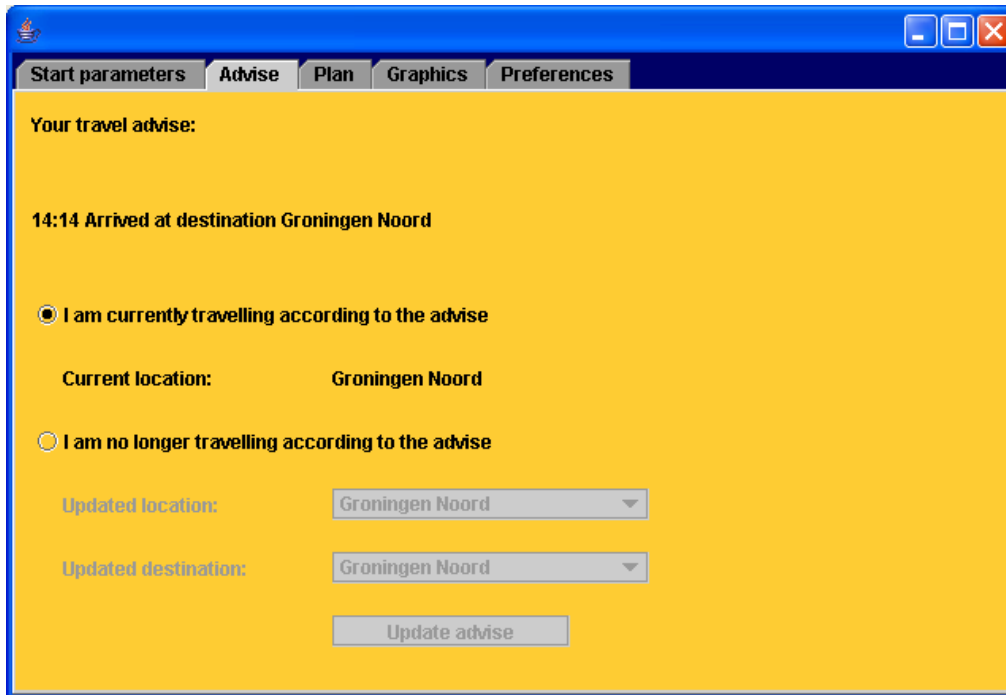 Start parameters Advise Plan Graphics Preferences
Your travel advise:
14:14 Arrived at destination Groningen Noord
I am currently travelling according to the advise
Current location: Groningen Noord
I am no longer travelling according to the advise
Updated location: Groningen Noord
Updated destination: Groningen Noord
Update advise